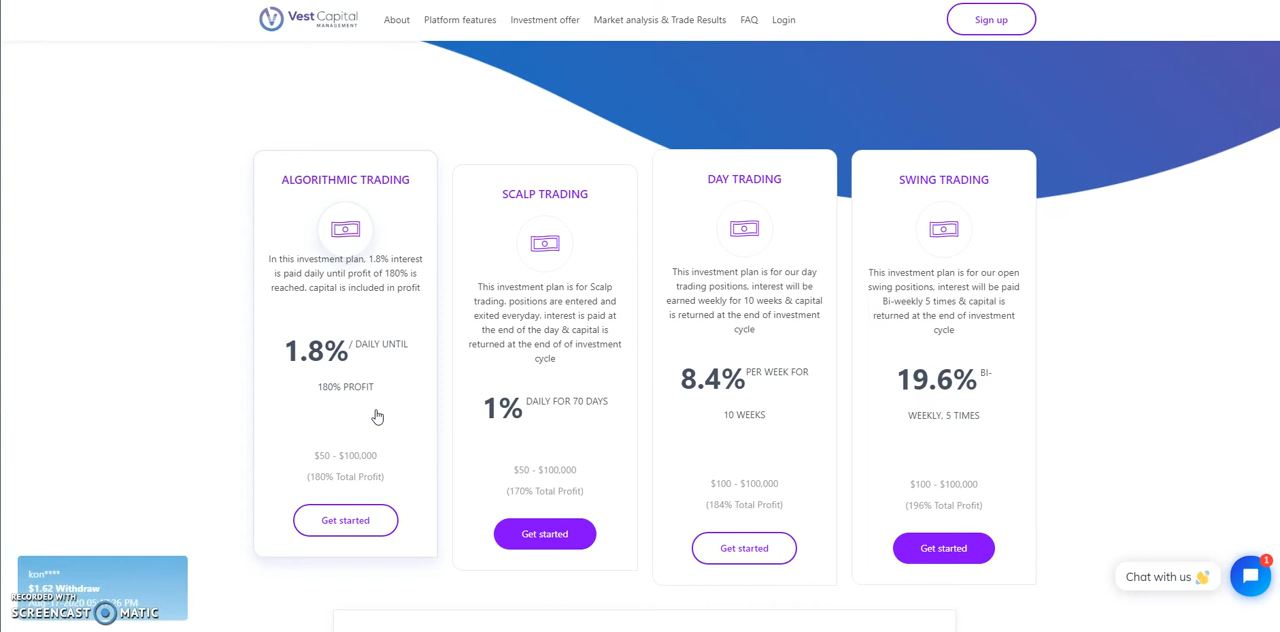 Vest Capital
MANAGEMENT
About Platform features Investment offer Market analysis & Trade Results FAQ Login
Sign up
ALGORITHMIC TRADING
In this investment plan, 1.8% interest
is paid daily until profit of 180% is
reached. capital is included in profit
1.8% / DAILY UNTIL
180% PROFIT
$50 - $100,000
(180% Total Profit)
Get started
SCALP TRADING
This investment plan is for Scalp
trading. positions are entered and
exited everyday. interest is paid at
the end of the day & capital is
returned at the end of of investment
cycle
1% DAILY FOR 70 DAYS
$50 - $100,000
(170% Total Profit)
Get started
DAY TRADING
This investment plan is for our day
trading positions, interest will be
earned weekly for 10 weeks & capital
is returned at the end of investment
cycle
8.4% PER WEEK FOR
10 WEEKS
$100 - $100,000
(184% Total Profit)
Get started
SWING TRADING
This investment plan is for our open
swing positions, interest will be paid
Bi-weekly 5 times & capital is
returned at the end of investment
cycle
19.6% BI-
WEEKLY, 5 TIMES
$100 - $100,000
(196% Total Profit)
Get started
kon****
$1.62 Withdraw
RECORDED WITH
SCREENCAST MATIC
Chat with us 👋
1